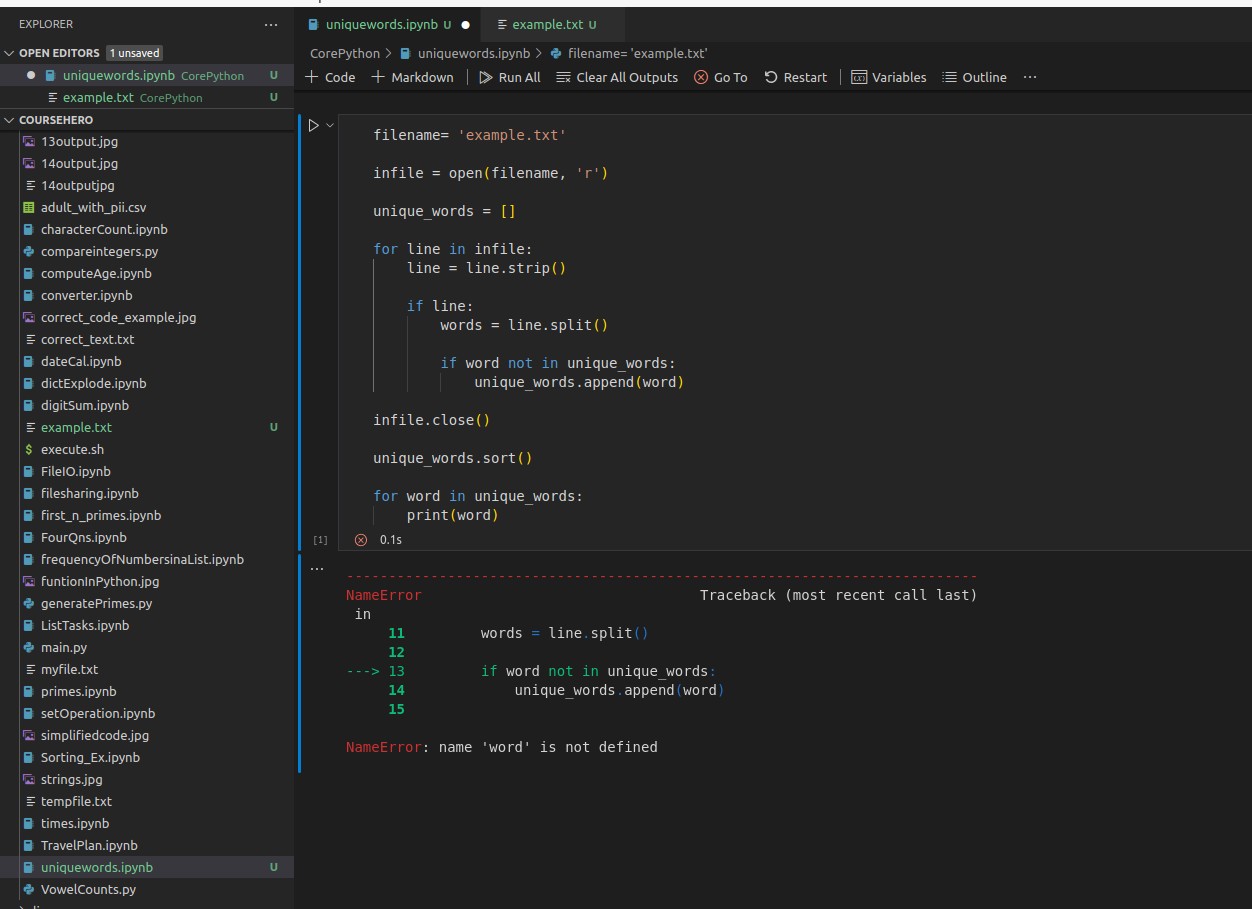 EXPLORER ···
OPEN EDITORS 1 unsaved
uniquewords.ipynb CorePython U
example.txt CorePython U
COURSEHERO
13output.jpg
14output.jpg
14outputjpg
adult_with_pii.csv
characterCount.ipynb
compareintegers.py
computeAge.ipynb
converter.ipynb
correct_code_example.jpg
correct_text.txt
dateCal.ipynb
dictExplode.ipynb
digitSum.ipynb
example.txt U
execute.sh
FileIO.ipynb
filesharing.ipynb
first_n_primes.ipynb
FourQns.ipynb
frequencyOfNumbersinaList.ipynb
funtionInPython.jpg
generatePrimes.py
ListTasks.ipynb
main.py
myfile.txt
primes.ipynb
setOperation.ipynb
simplifiedcode.jpg
Sorting_Ex.ipynb
strings.jpg
tempfile.txt
times.ipynb
TravelPlan.ipynb
uniquewords.ipynb U
VowelCounts.py
uniquewords.ipynb U ● example.txt U
CorePython > uniquewords.ipynb > filename= 'example.txt'
+ Code + Markdown | Run All Clear All Outputs Go To Restart | Variables Outline ···
filename= 'example.txt'
infile = open(filename, 'r')
unique_words = []
for line in infile:
line = line.strip()
if line:
words = line.split()
if word not in unique_words:
unique_words.append(word)
infile.close()
unique_words.sort()
for word in unique_words:
print(word)
[1] 0.1s
···
---------------------------------------------------------------------------
NameError Traceback (most recent call last)
in
11 words = line.split()
12
---> 13 if word not in unique_words:
14 unique_words.append(word)
15
NameError: name 'word' is not defined